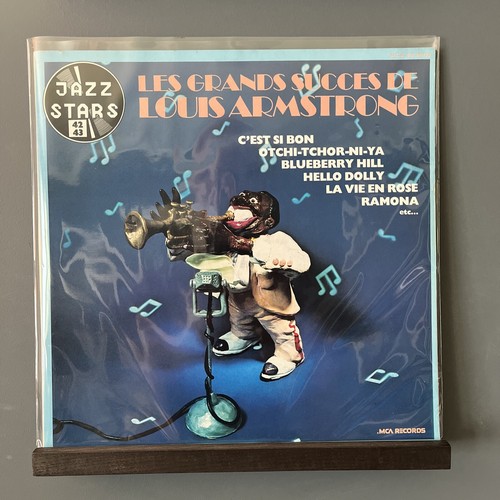 JAZZ
STARS
42
43
LES GRANDS SUCCES DE
LOUIS ARMSTRONG
C'EST SI BON
OTCHI-TCHOR-NI-YA
BLUEBERRY HILL
HELLO DOLLY
LA VIE EN ROSE
RAMONA
etc...
MCA RECORDS